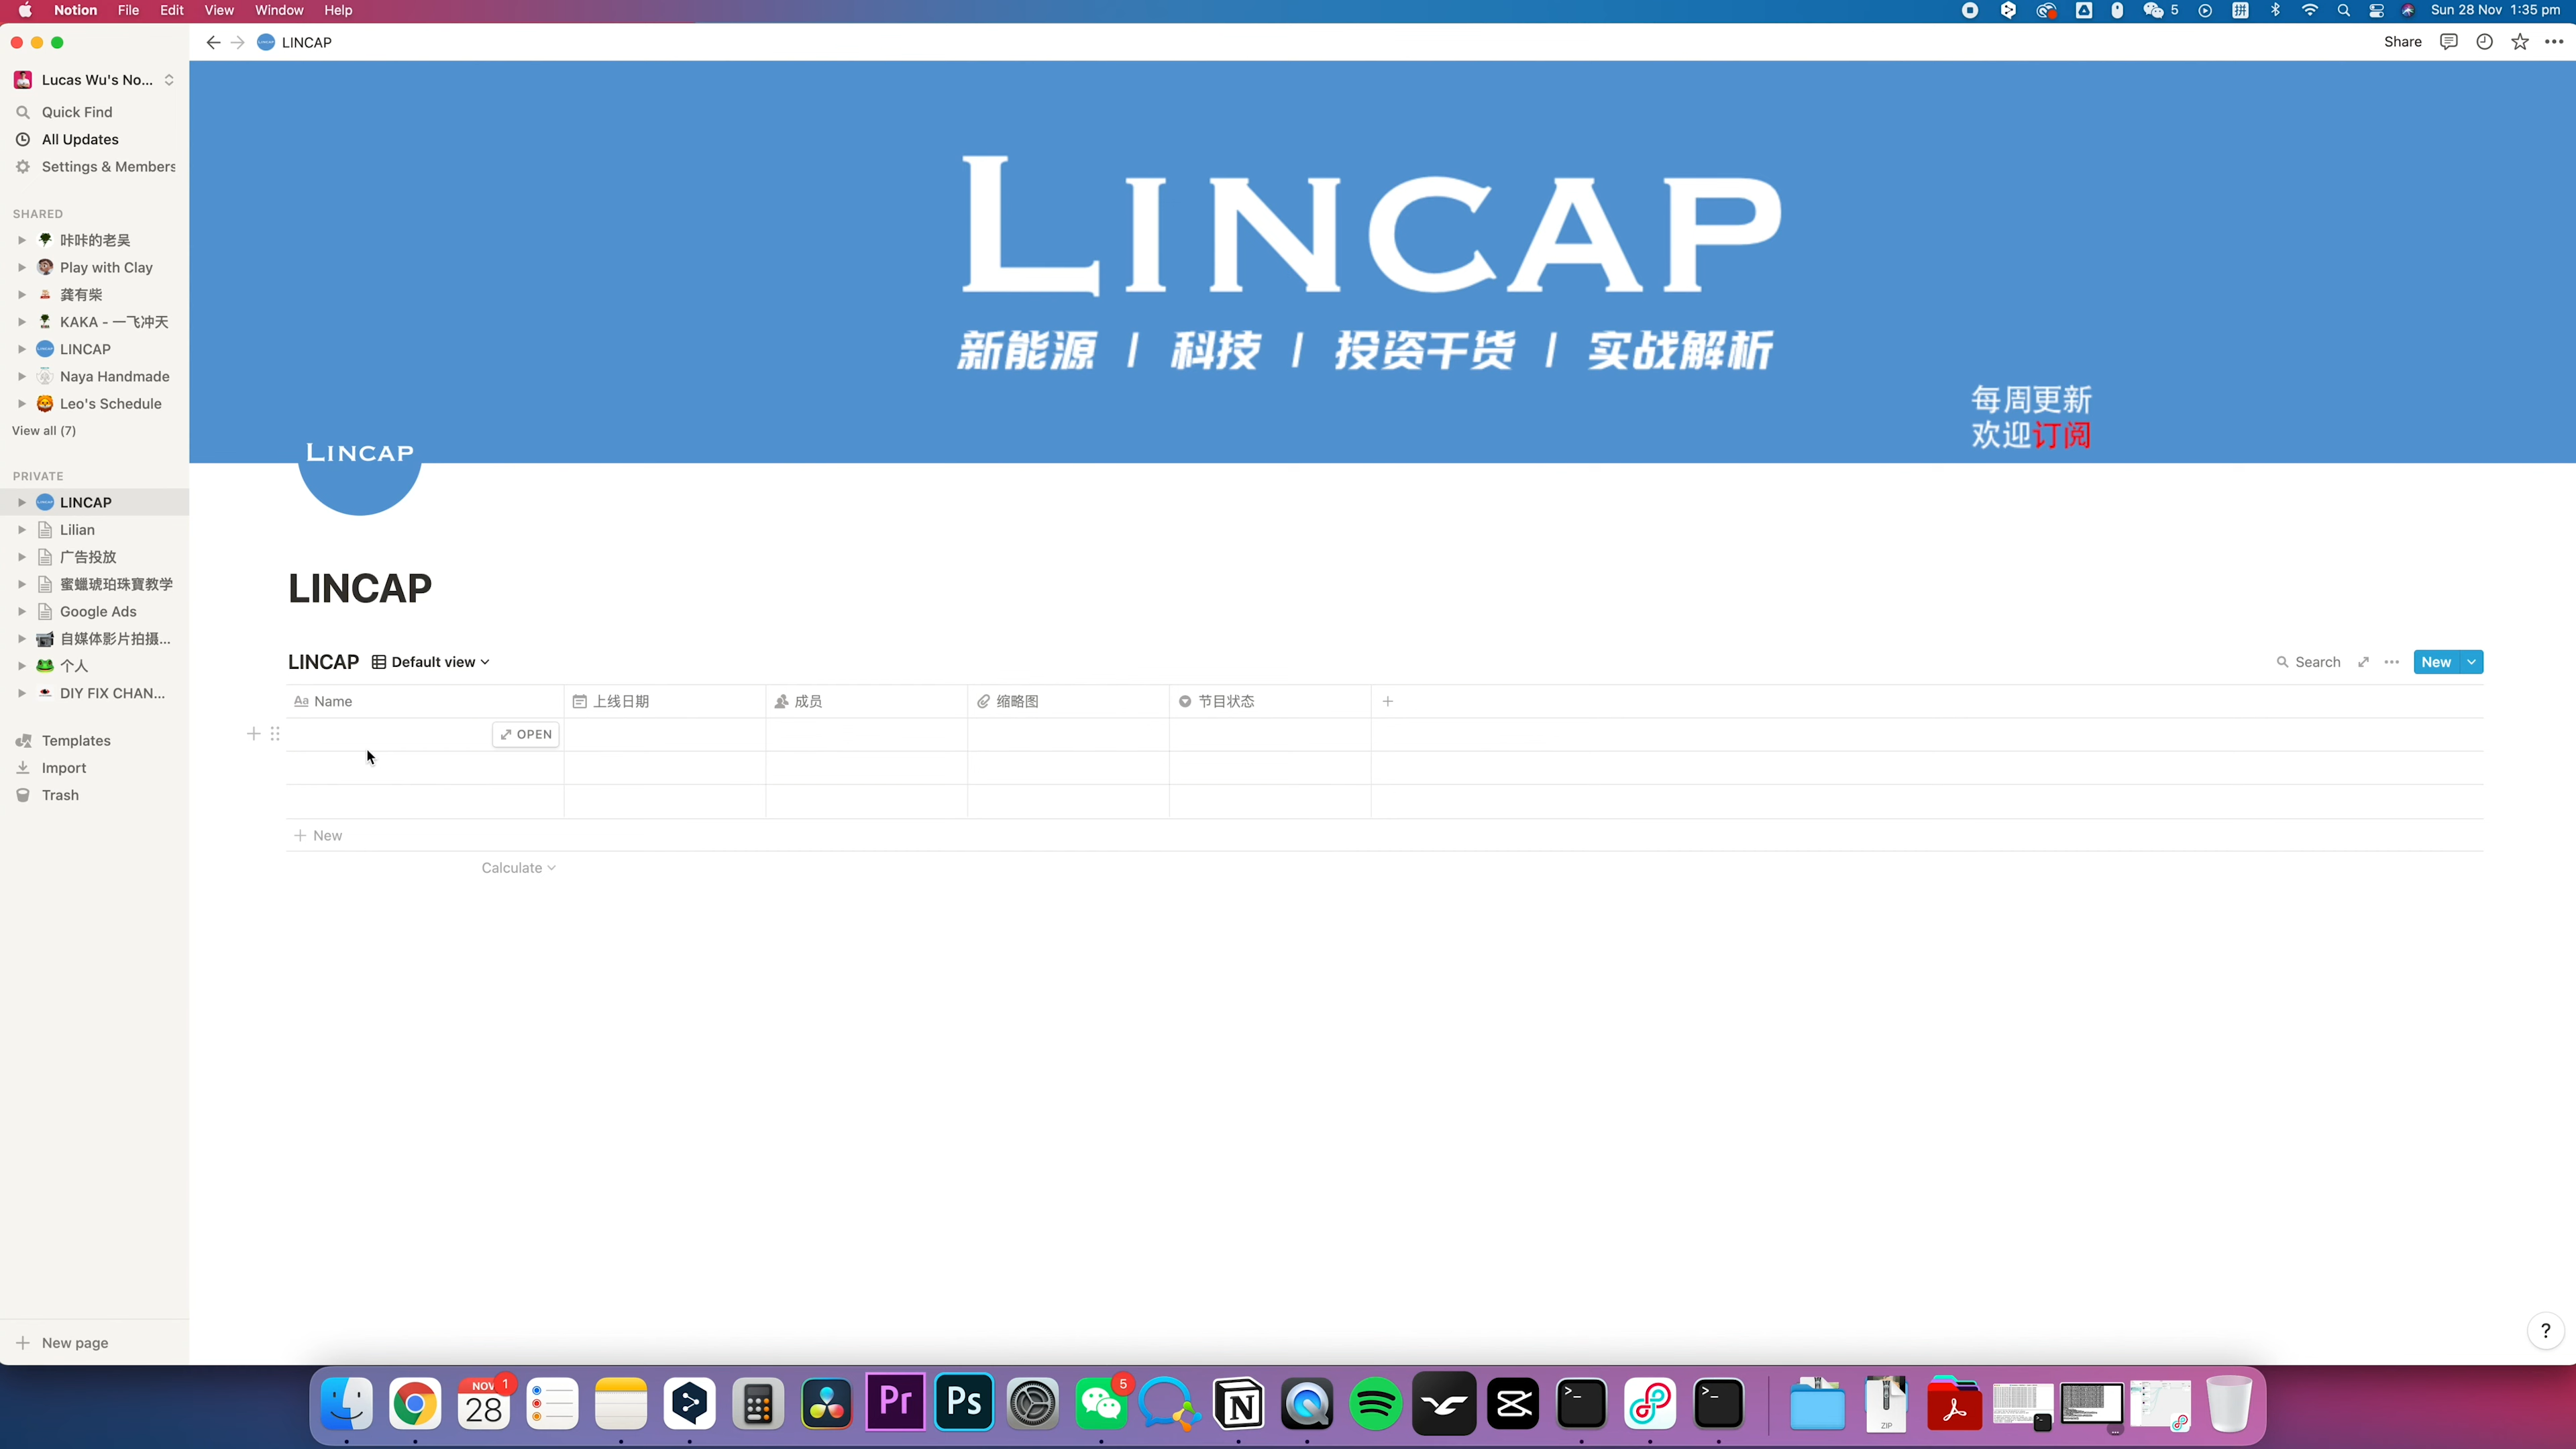 Notion File Edit View Window Help
5 Sun 28 Nov 1:35 pm
LINCAP
Share
Lucas Wu's No...
Quick Find
All Updates
Settings & Members
SHARED
咔咔的老吴
Play with Clay
龚有柴
KAKA - 一飞冲天
LINCAP
Naya Handmade
Leo's Schedule
View all (7)
PRIVATE
LINCAP
Lilian
广告投放
蜜蠟琥珀珠寶教学
Google Ads
自媒体影片拍摄...
个人
DIY FIX CHAN...
Templates
Import
Trash
New page
LINCAP
新能源 / 科技 / 投资干货 / 实战解析
每周更新
欢迎订阅
LINCAP
LINCAP
LINCAP Default view
Search New
Aa Name 上线日期 成员 缩略图 节目状态
OPEN
New
Calculate
?
NOV 1
28
Pr
Ps
5
ZIP